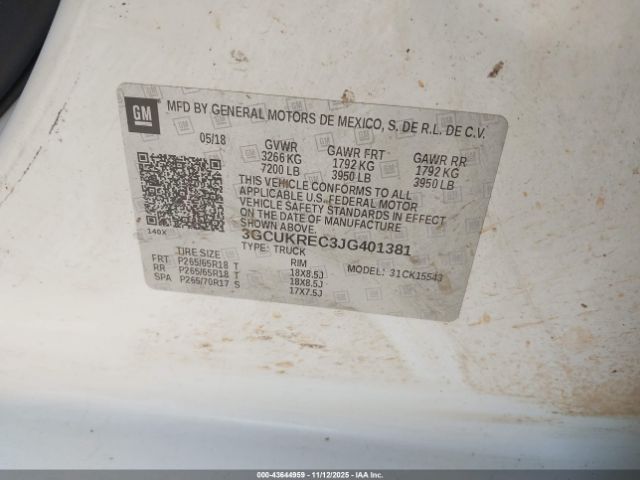 GM MFD BY GENERAL MOTORS DE MEXICO, S. DE R.L. DE C.V.
05/18 GVWR GAWR FRT GAWR RR
3266 KG 1792 KG 1792 KG
7200 LB 3950 LB 3950 LB
THIS VEHICLE CONFORMS TO ALL
APPLICABLE U.S. FEDERAL MOTOR
VEHICLE SAFETY STANDARDS IN EFFECT
ON THE DATE OF MANUFACTURE
SHOWN ABOVE.
140X 3GCUKREC3JG401381
TYPE: TRUCK
TIRE SIZE RIM MODEL: 31CK15543
FRT P265/65R18 T 18X8.5J
RR P265/65R18 T 18X8.5J
SPA P265/70R17 S 17X7.5J
000-43644959 - 11/12/2025 - IAA Inc.